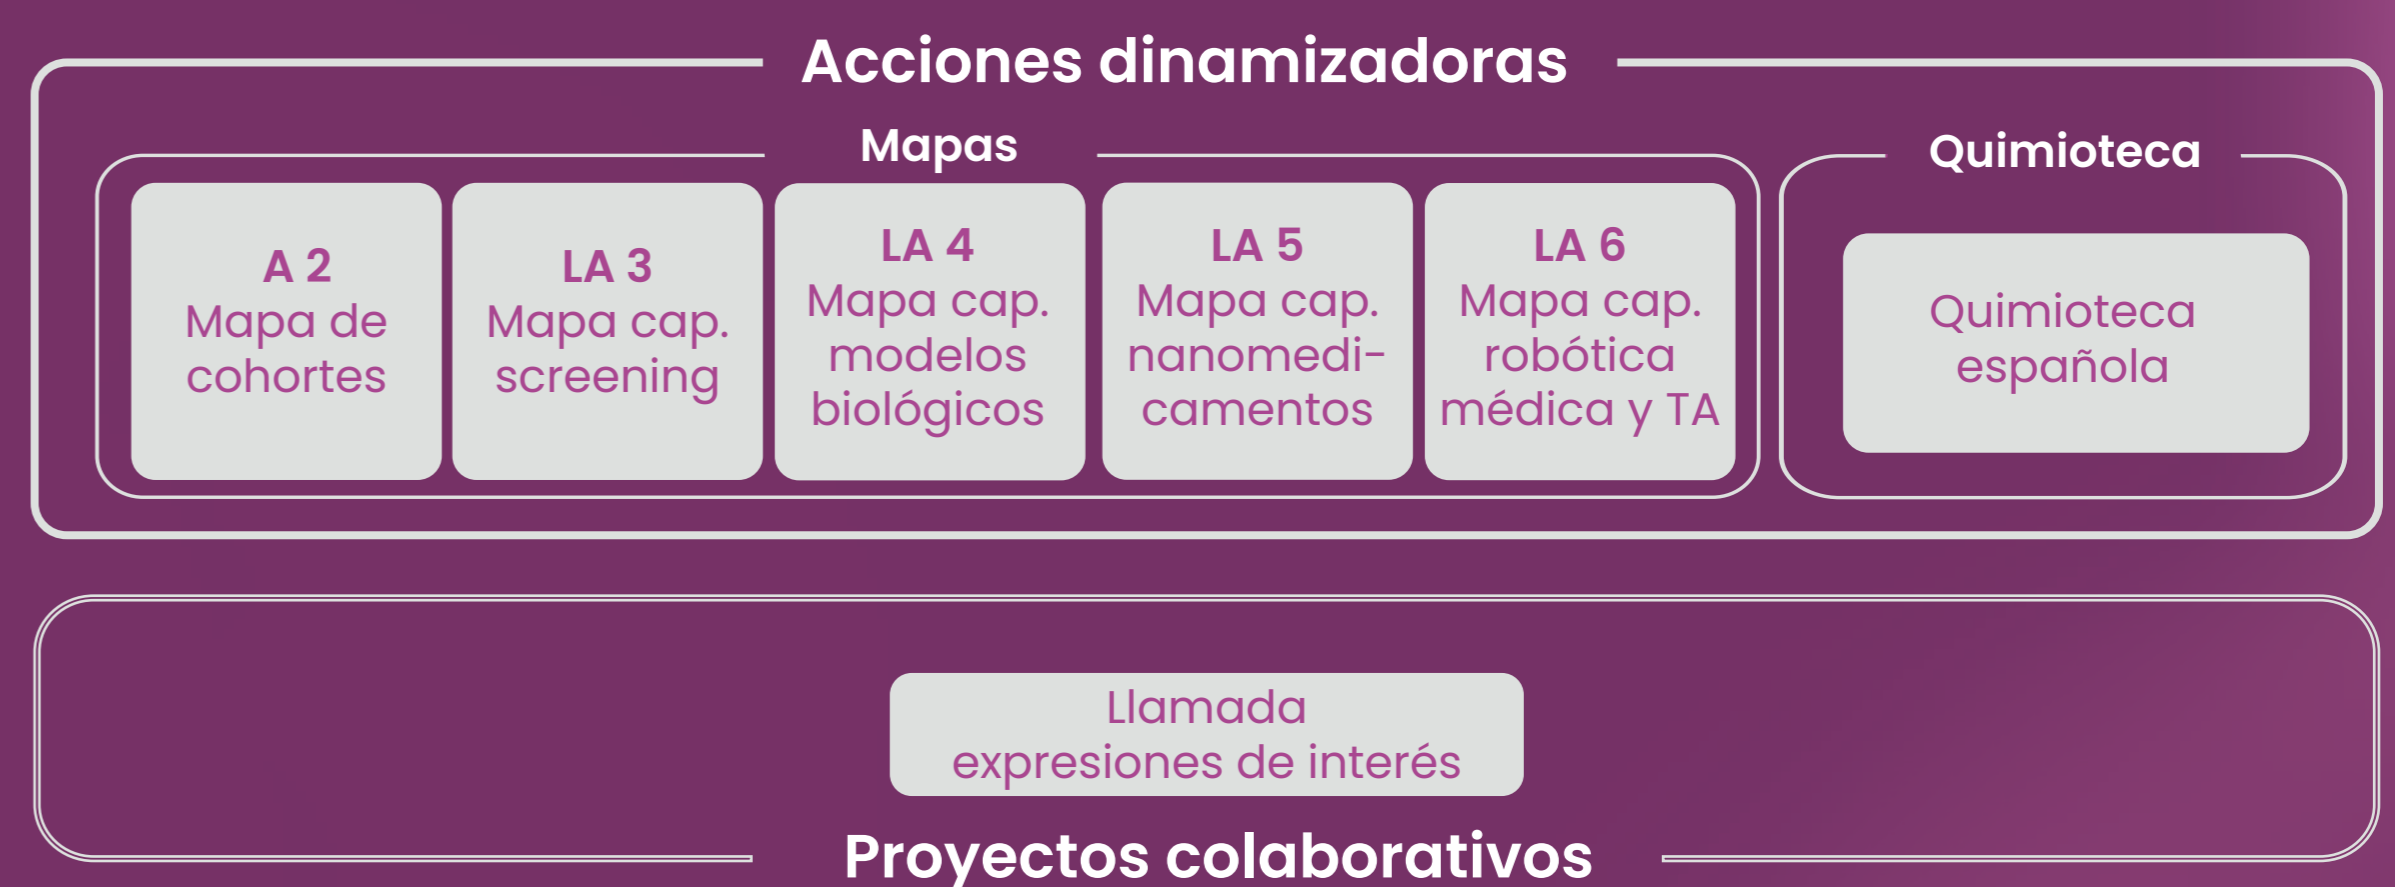 Acciones dinamizadoras
Mapas
A 2
Mapa de
cohortes
LA 3
Mapa cap.
screening
LA 4
Mapa cap.
modelos
biológicos
LA 5
Mapa cap.
nanomedi-
camentos
LA 6
Mapa cap.
robótica
médica y TA
Quimioteca
Quimioteca
española
Llamada
expresiones de interés
Proyectos colaborativos